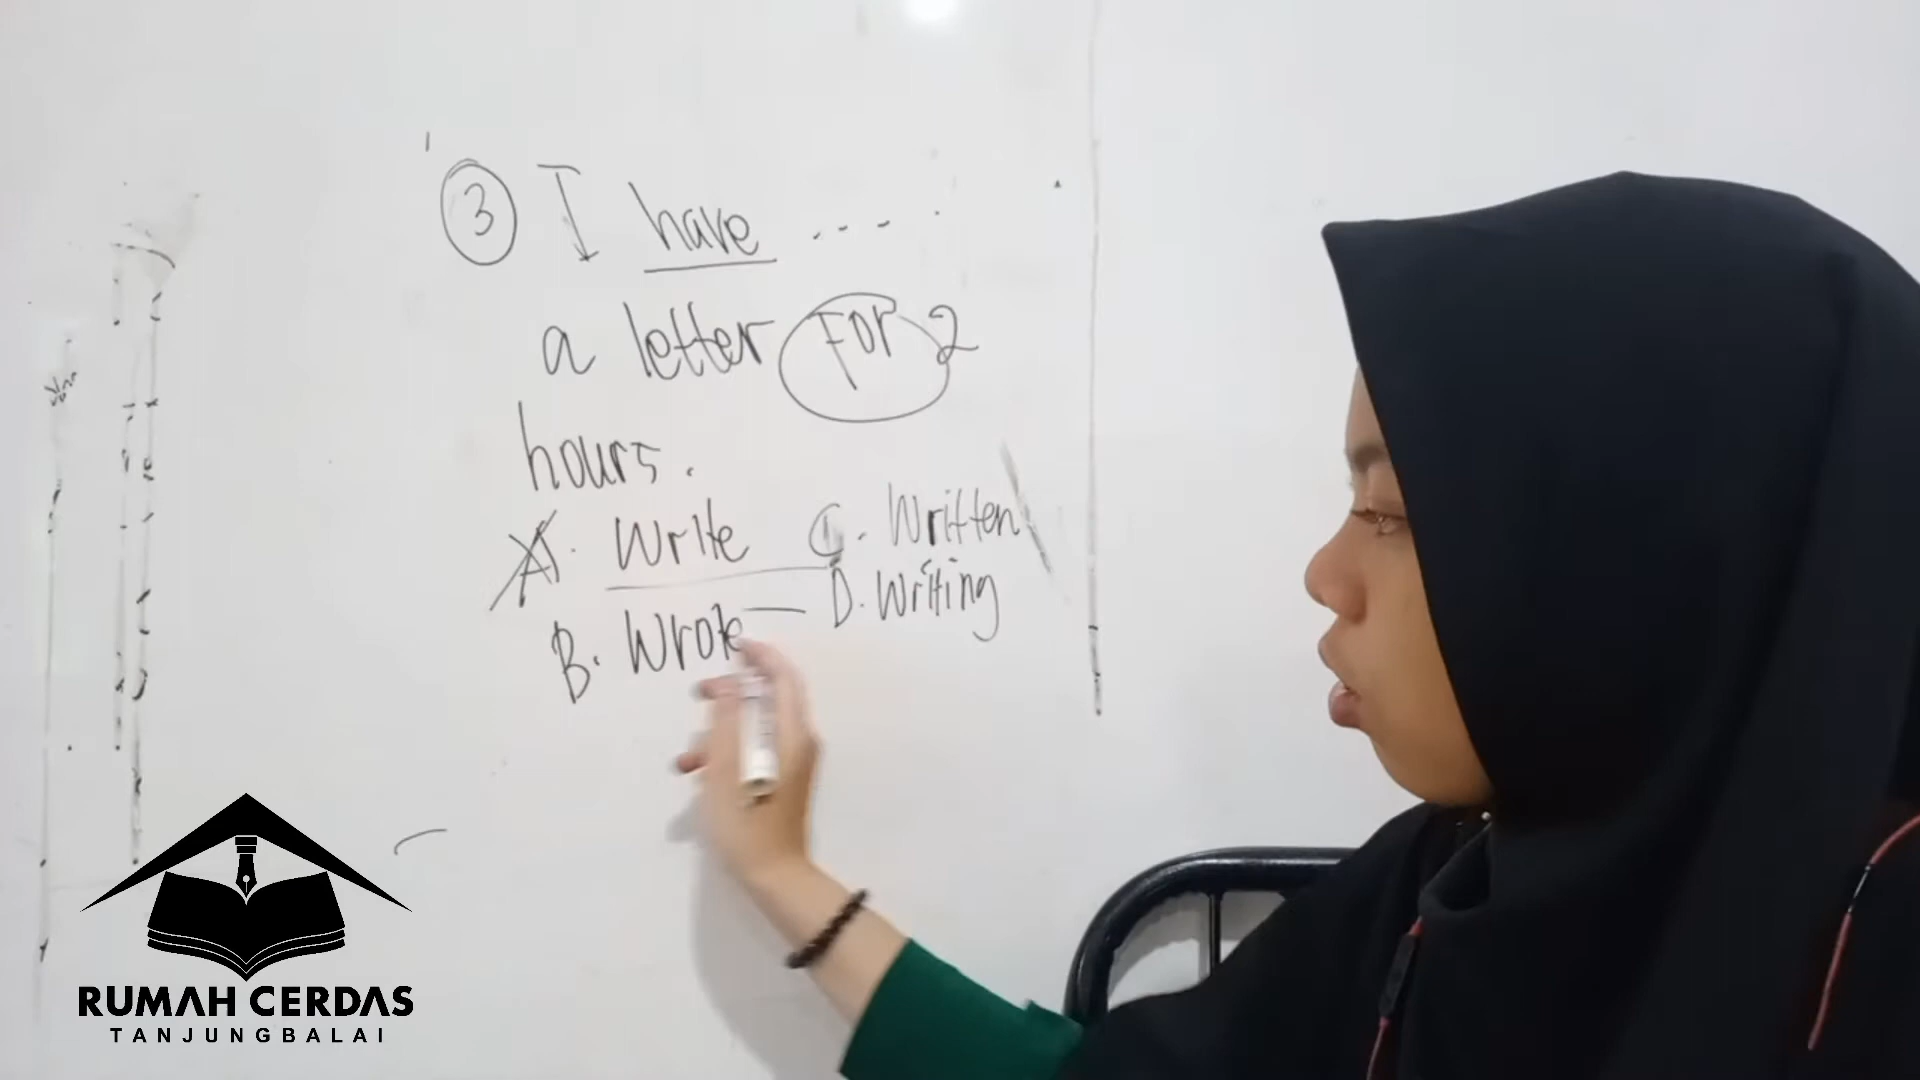 3 I have ....
a letter For 2
hours.
A. Write
B. Wrote
C. Written
D. Writing
RUMAH CERDAS
TANJUNGBALAI